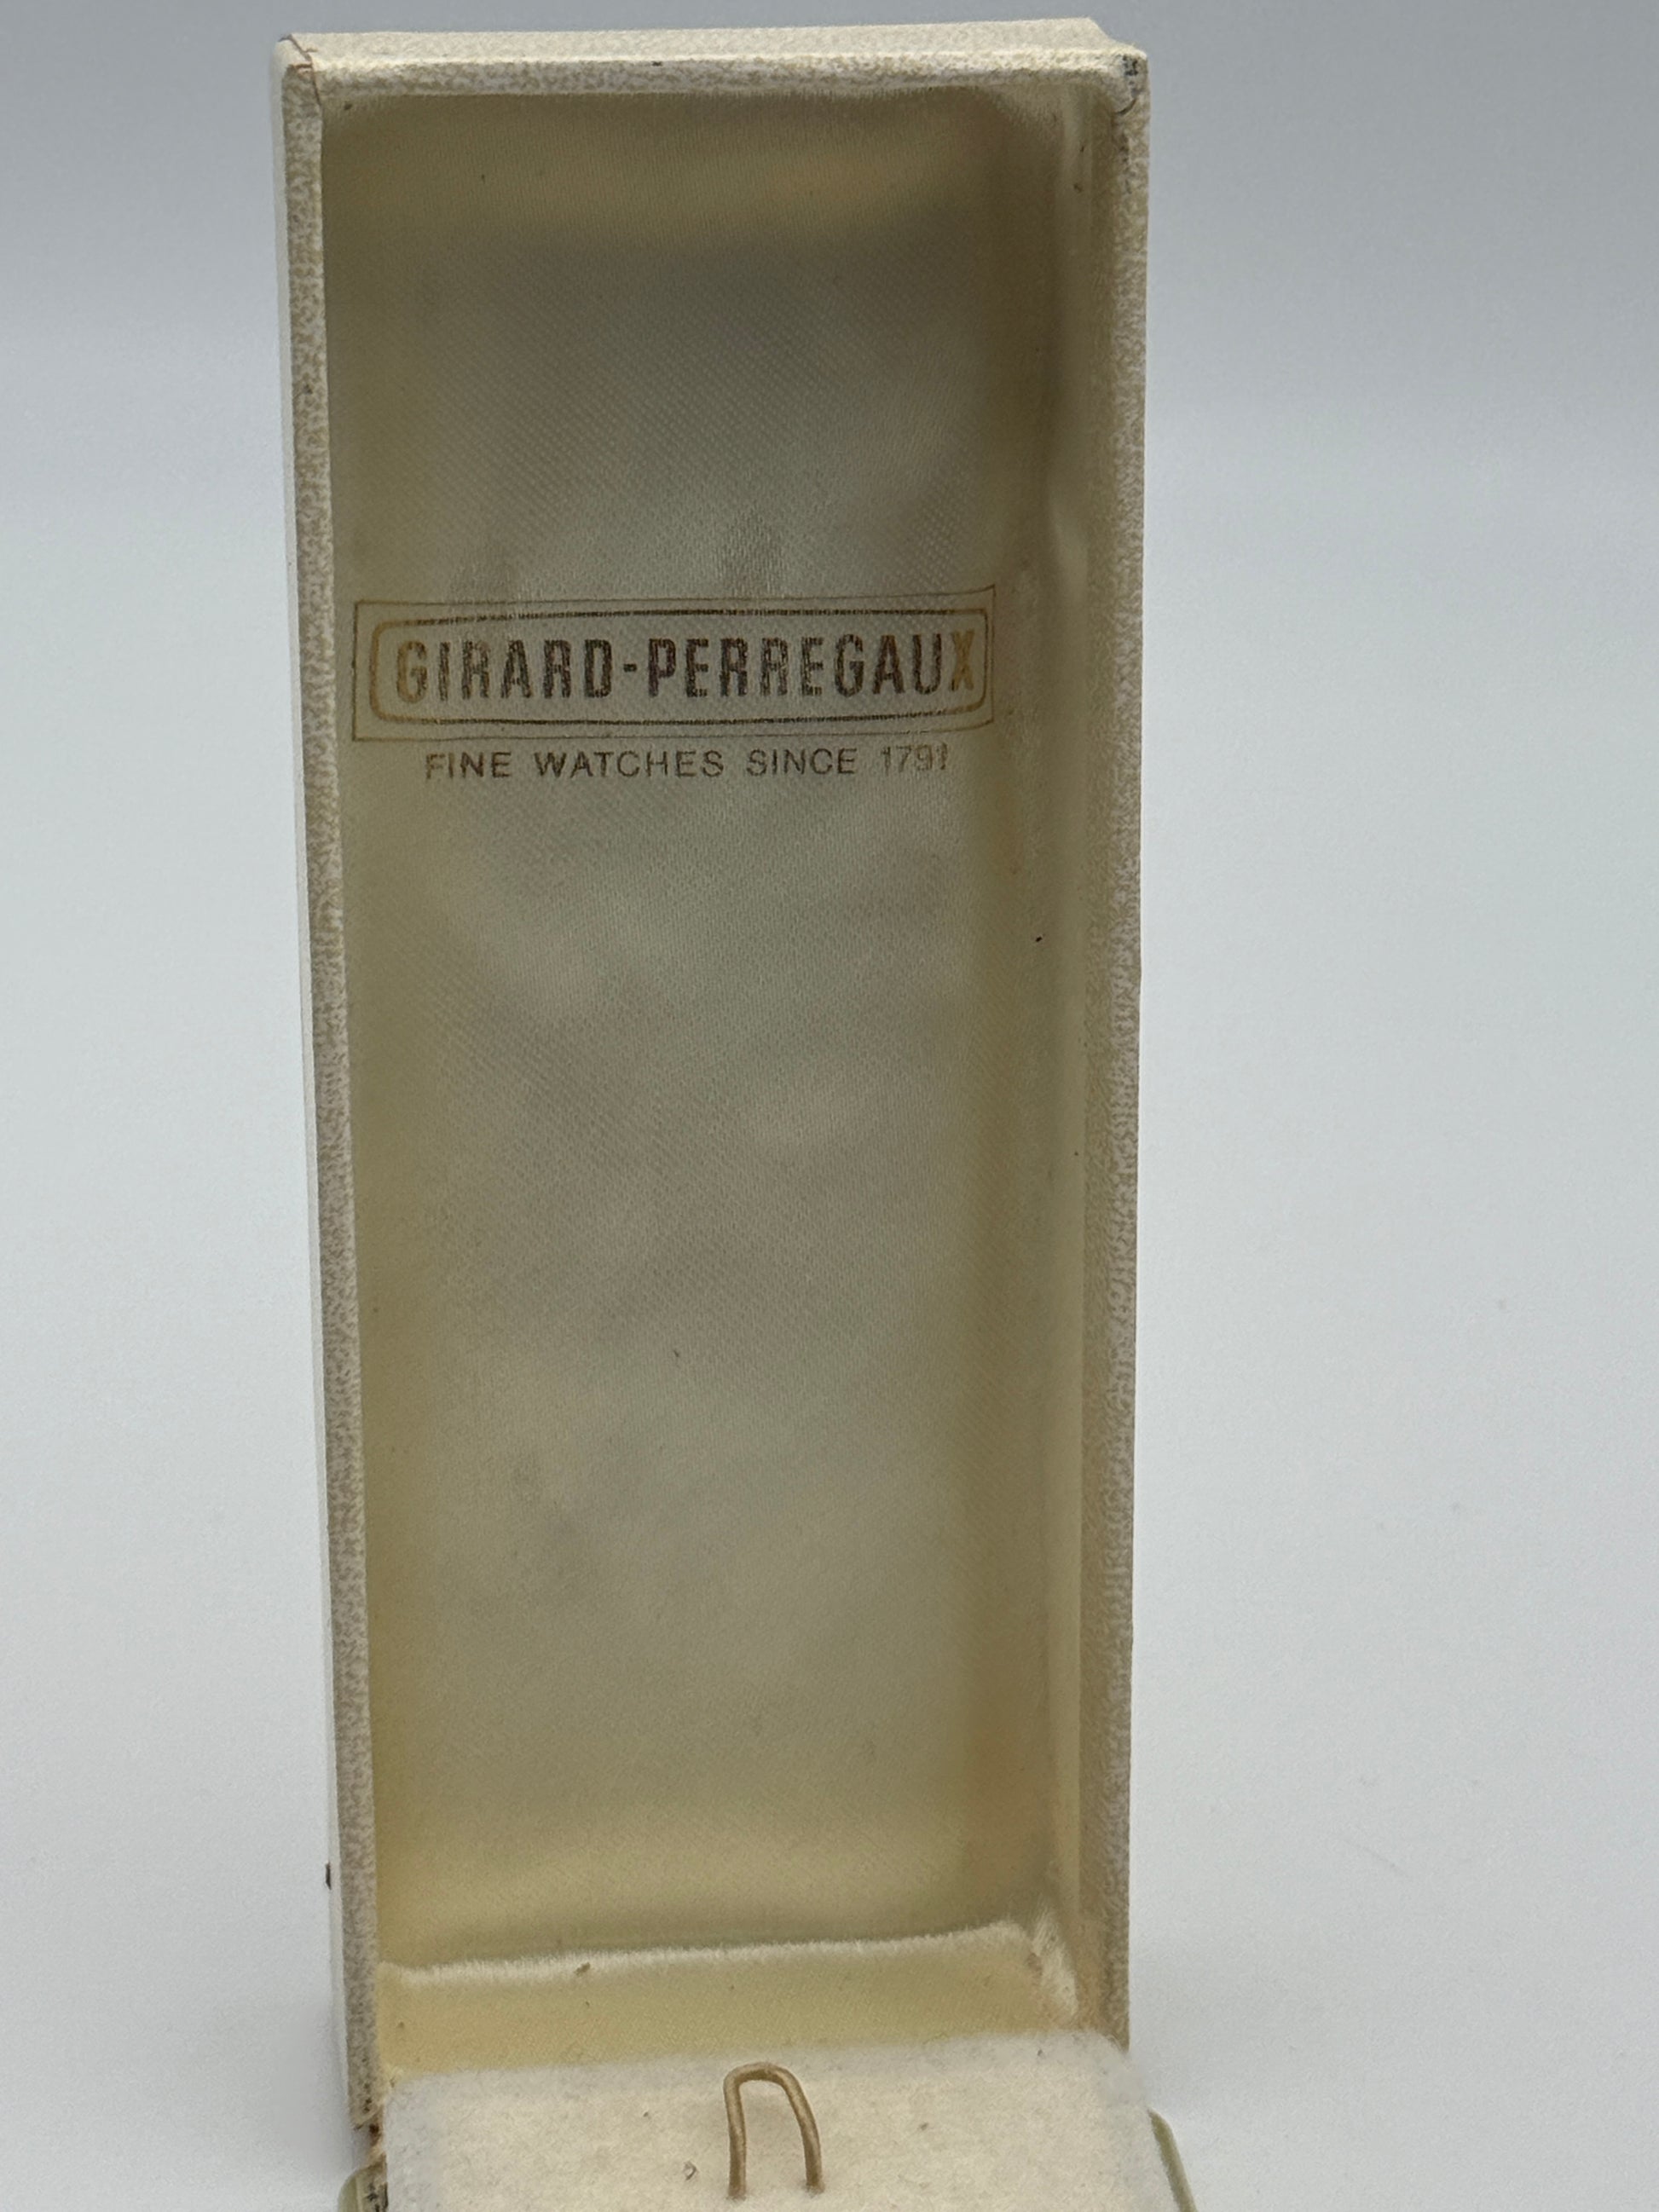 GIRARD-PERREGAUX
FINE WATCHES SINCE 1791